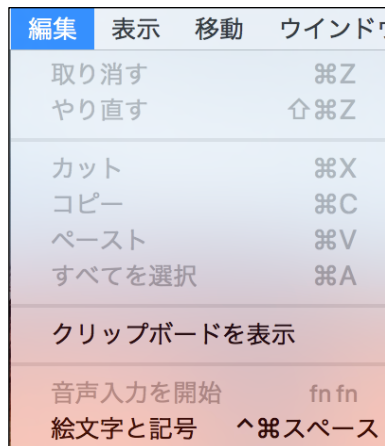 編集 表示 移動 ウインドウ
取り消す ⌘Z
やり直す ⇧⌘Z
カット ⌘X
コピー ⌘C
ペースト ⌘V
すべてを選択 ⌘A
クリップボードを表示
音声入力を開始 fn fn
絵文字と記号 ^⌘スペース